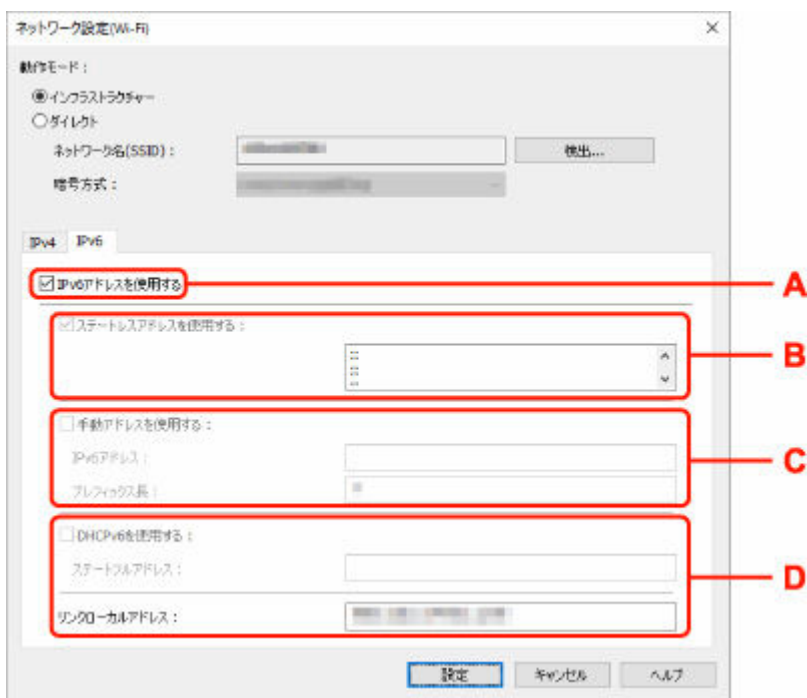 ネットワーク設定(Wi-Fi)
動作モード：
インフラストラクチャー
ダイレクト
ネットワーク名(SSID)：
検出...
暗号方式：
IPv4 IPv6
IPv6アドレスを使用する
A
ステートレスアドレスを使用する：
::
::
::
B
手動アドレスを使用する：
IPv6アドレス：
C
プレフィックス長：
DHCPv6を使用する：
ステートフルアドレス：
D
リンクローカルアドレス：
設定 キャンセル ヘルプ